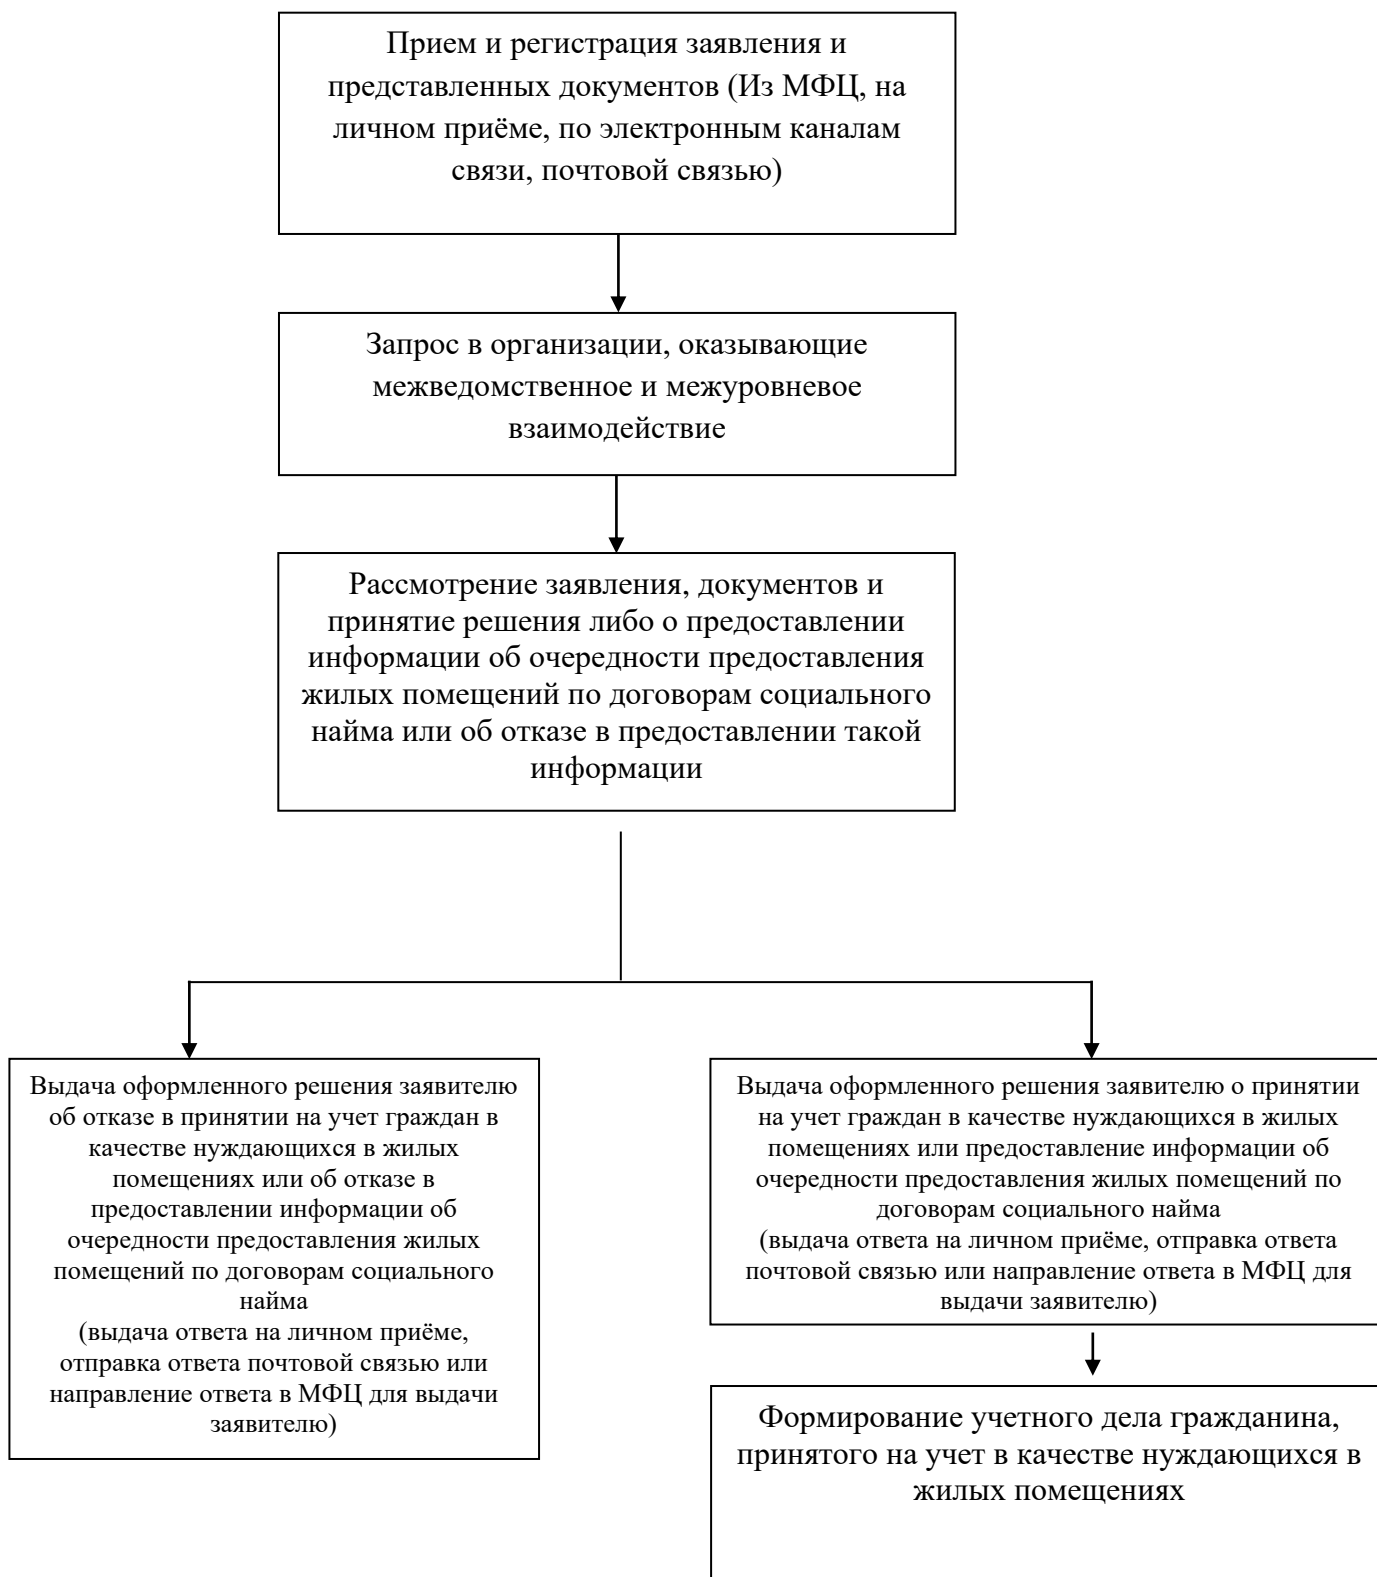 Прием и регистрация заявления и
представленных документов (Из МФЦ, на
личном приёме, по электронным каналам
связи, почтовой связью)
Запрос в организации, оказывающие
межведомственное и межуровневое
взаимодействие
Рассмотрение заявления, документов и
принятие решения либо о предоставлении
информации об очередности предоставления
жилых помещений по договорам социального
найма или об отказе в предоставлении такой
информации
Выдача оформленного решения заявителю
об отказе в принятии на учет граждан в
качестве нуждающихся в жилых
помещениях или об отказе в
предоставлении информации об
очередности предоставления жилых
помещений по договорам социального
найма
(выдача ответа на личном приёме,
отправка ответа почтовой связью или
направление ответа в МФЦ для выдачи
заявителю)
Выдача оформленного решения заявителю о принятии
на учет граждан в качестве нуждающихся в жилых
помещениях или предоставление информации об
очередности предоставления жилых помещений по
договорам социального найма
(выдача ответа на личном приёме, отправка ответа
почтовой связью или направление ответа в МФЦ для
выдачи заявителю)
Формирование учетного дела гражданина,
принятого на учет в качестве нуждающихся в
жилых помещениях